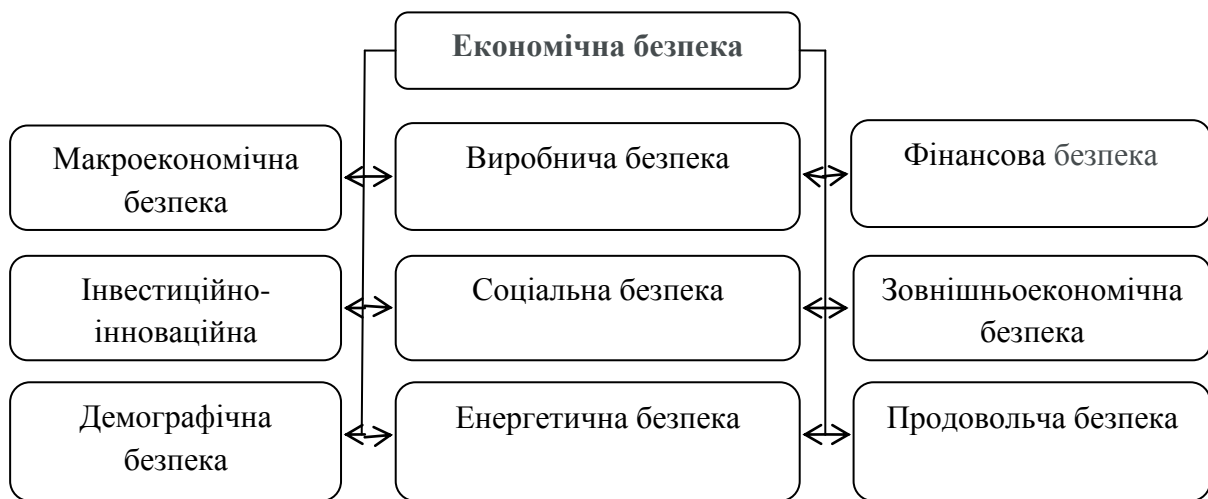 Економічна безпека
Макроекономічна
безпека
Виробнича безпека
Фінансова безпека
Інвестиційно-
інноваційна
Соціальна безпека
Зовнішньоекономічна
безпека
Демографічна
безпека
Енергетична безпека
Продовольча безпека